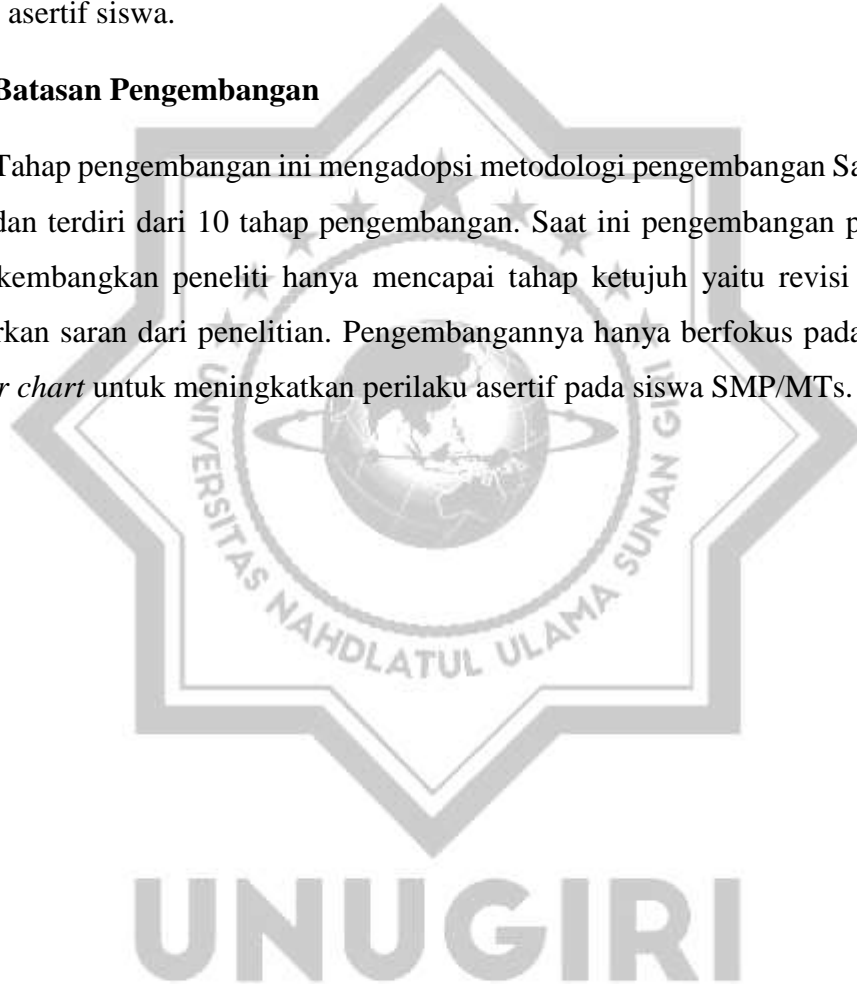 asertif siswa.
Batasan Pengembangan
Tahap pengembangan ini mengadopsi metodologi pengembangan
dan terdiri dari 10 tahap pengembangan. Saat ini pengembangan
kembangkan peneliti hanya mencapai tahap ketujuh yaitu revisi
rkan saran dari penelitian. Pengembangannya hanya berfokus pada
r chart untuk meningkatkan perilaku asertif pada siswa SMP/MTs.
UNIVERSITAS NAHDLATUL ULAMA SUNAN GIRI
UNUGIRI